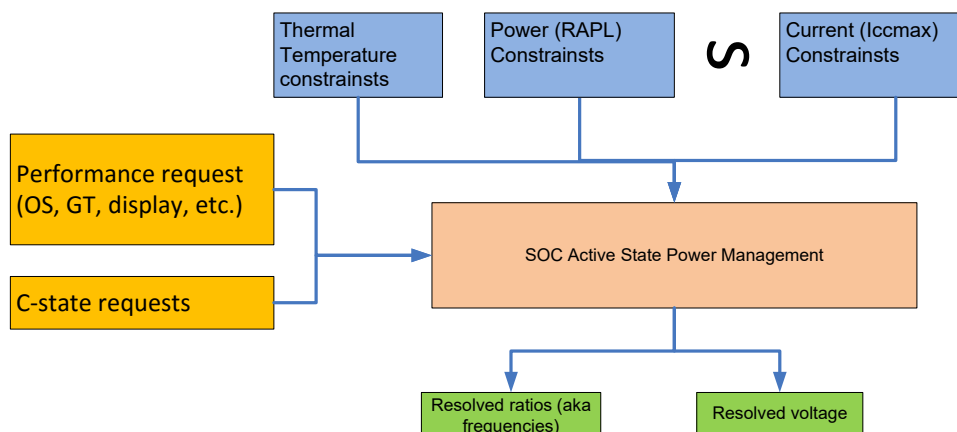 Thermal
Temperature
constrainsts
Power (RAPL)
Constrainsts
S
Current (Iccmax)
Constrainsts
Performance request
(OS, GT, display, etc.)
C-state requests
SOC Active State Power Management
Resolved ratios (aka
frequencies)
Resolved voltage